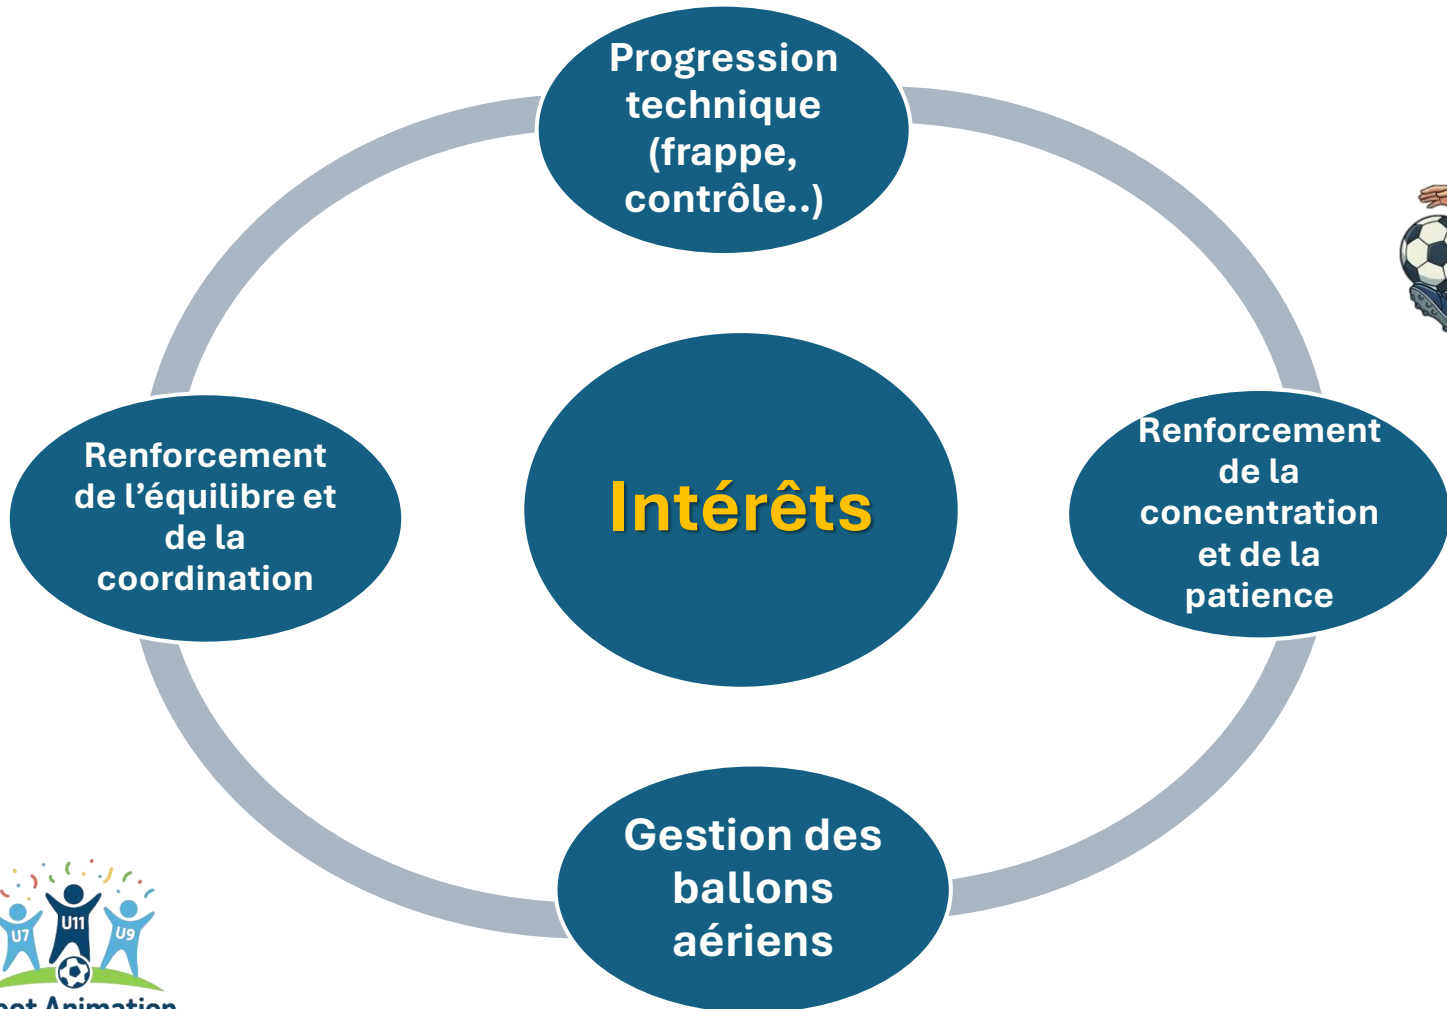 Progression
technique
(frappe,
contrôle..)
Renforcement
de l’équilibre et
de la
coordination
Intérêts
Renforcement
de la
concentration
et de la
patience
Gestion des
ballons
aériens
U7
U11
U9
Animation